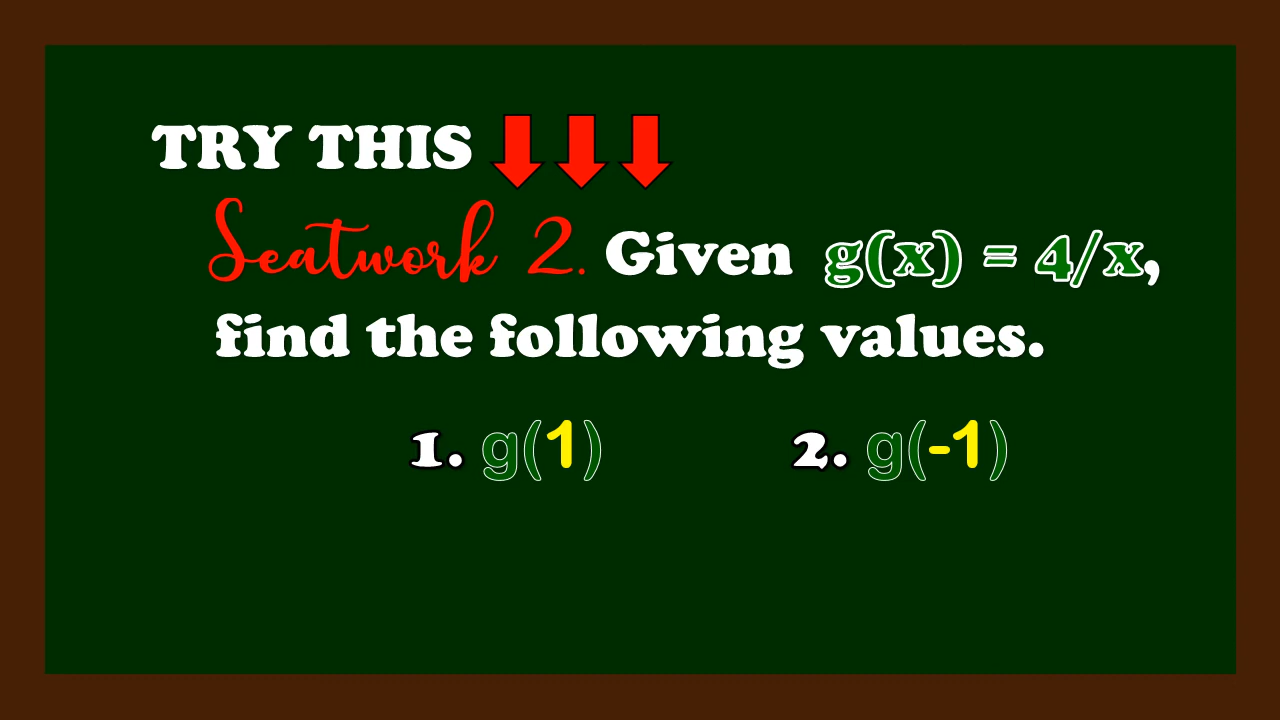 TRY THIS
Seatwork 2. Given g(x) = 4/x,
find the following values.
1. g(1) 2. g(-1)